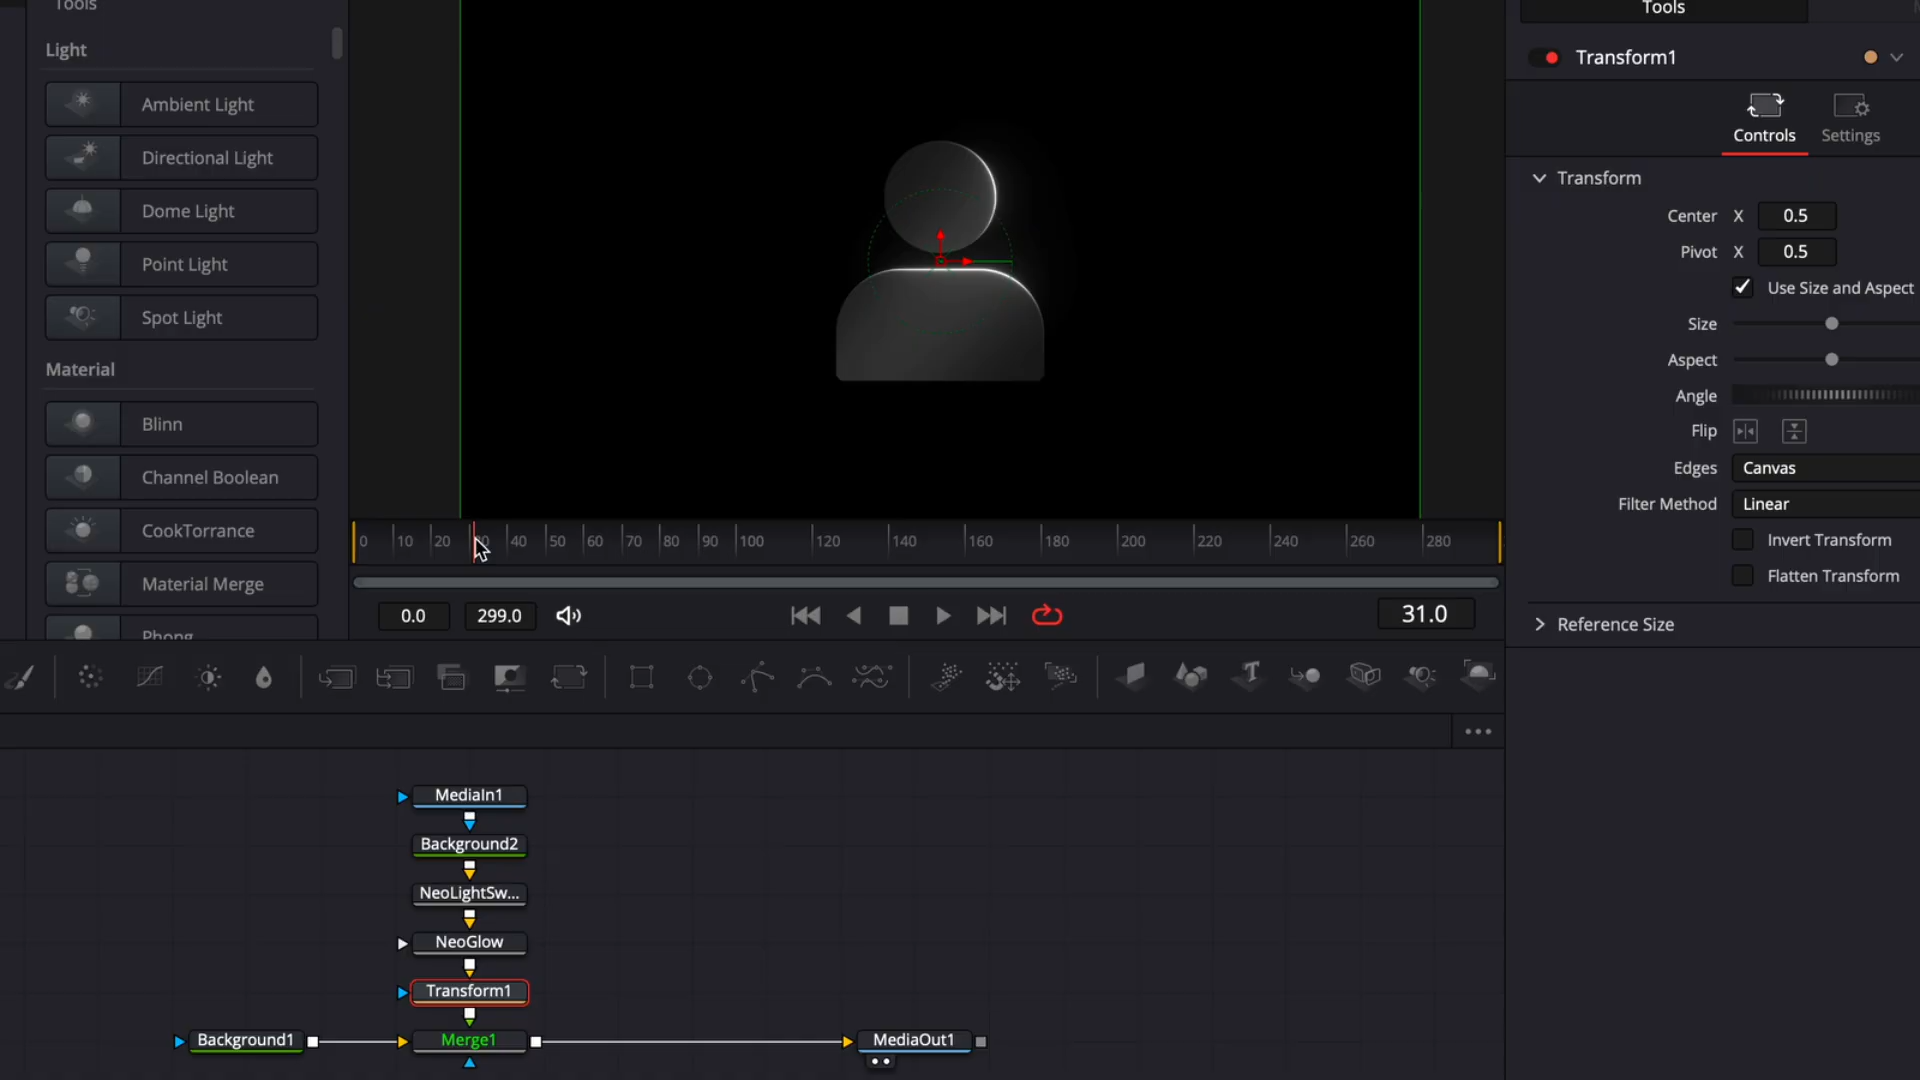 Tools
Light
Ambient Light
Directional Light
Dome Light
Point Light
Spot Light
Material
Blinn
Channel Boolean
CookTorrance
Material Merge
Phong
0 10 20 30 40 50 60 70 80 90 100 120 140 160 180 200 220 240 260 280
0.0 299.0 31.0
Tools
Transform1
Controls Settings
Transform
Center X 0.5
Pivot X 0.5
Use Size and Aspect
Size
Aspect
Angle
Flip
Edges Canvas
Filter Method Linear
Invert Transform
Flatten Transform
Reference Size
MediaIn1
Background2
NeoLightSw...
NeoGlow
Transform1
Background1 Merge1 MediaOut1